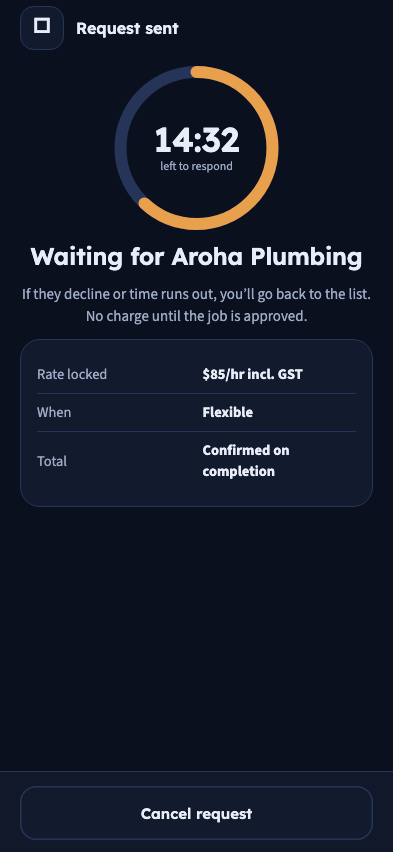 Request sent
14:32
left to respond
Waiting for Aroha Plumbing
If they decline or time runs out, you’ll go back to the list.
No charge until the job is approved.
Rate locked $85/hr incl. GST
When Flexible
Total Confirmed on
completion
Cancel request